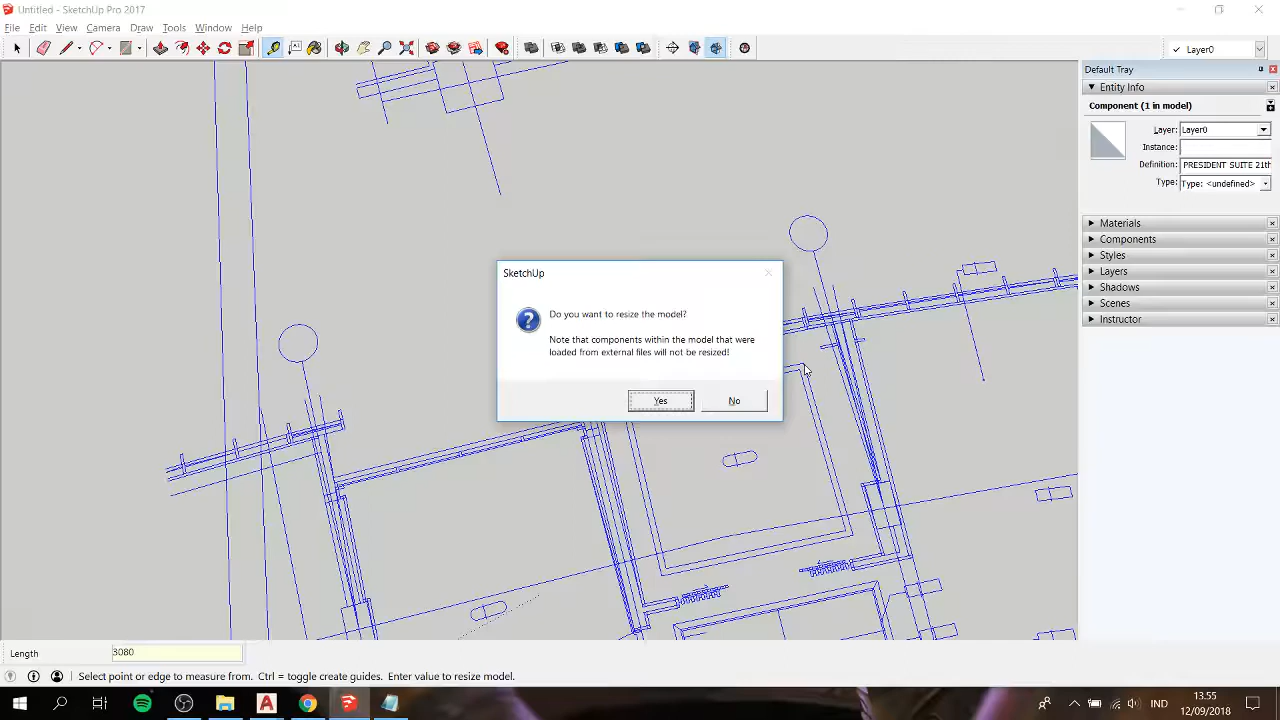 Untitled - SketchUp Pro 2017
File Edit View Camera Draw Tools Window Help
Layer0
Default Tray
Entity Info
Component (1 in model)
Layer: Layer0
Instance:
Definition: PRESIDENT SUITE 21th
Type: Type: <undefined>
Materials
Components
Styles
Layers
Shadows
Scenes
Instructor
SketchUp
Do you want to resize the model?
Note that components within the model that were
loaded from external files will not be resized!
Yes No
Length 3080
Select point or edge to measure from. Ctrl = toggle create guides. Enter value to resize model.
IND
13.55
12/09/2018